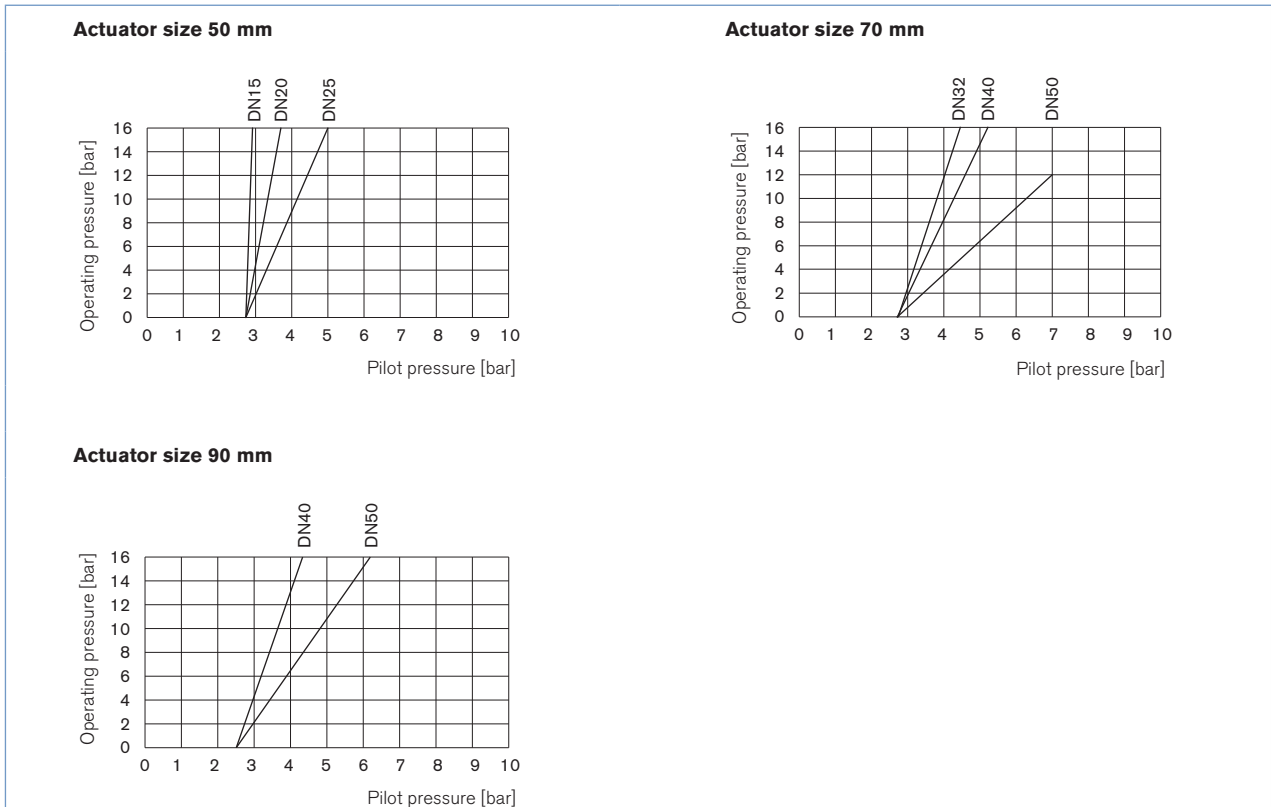 Actuator size 50 mm
DN15
DN20
DN25
Operating pressure [bar]
16
14
12
10
8
6
4
2
0
0 1 2 3 4 5 6 7 8 9 10
Pilot pressure [bar]
Actuator size 70 mm
DN32
DN40
DN50
Operating pressure [bar]
16
14
12
10
8
6
4
2
0
0 1 2 3 4 5 6 7 8 9 10
Pilot pressure [bar]
Actuator size 90 mm
DN40
DN50
Operating pressure [bar]
16
14
12
10
8
6
4
2
0
0 1 2 3 4 5 6 7 8 9 10
Pilot pressure [bar]